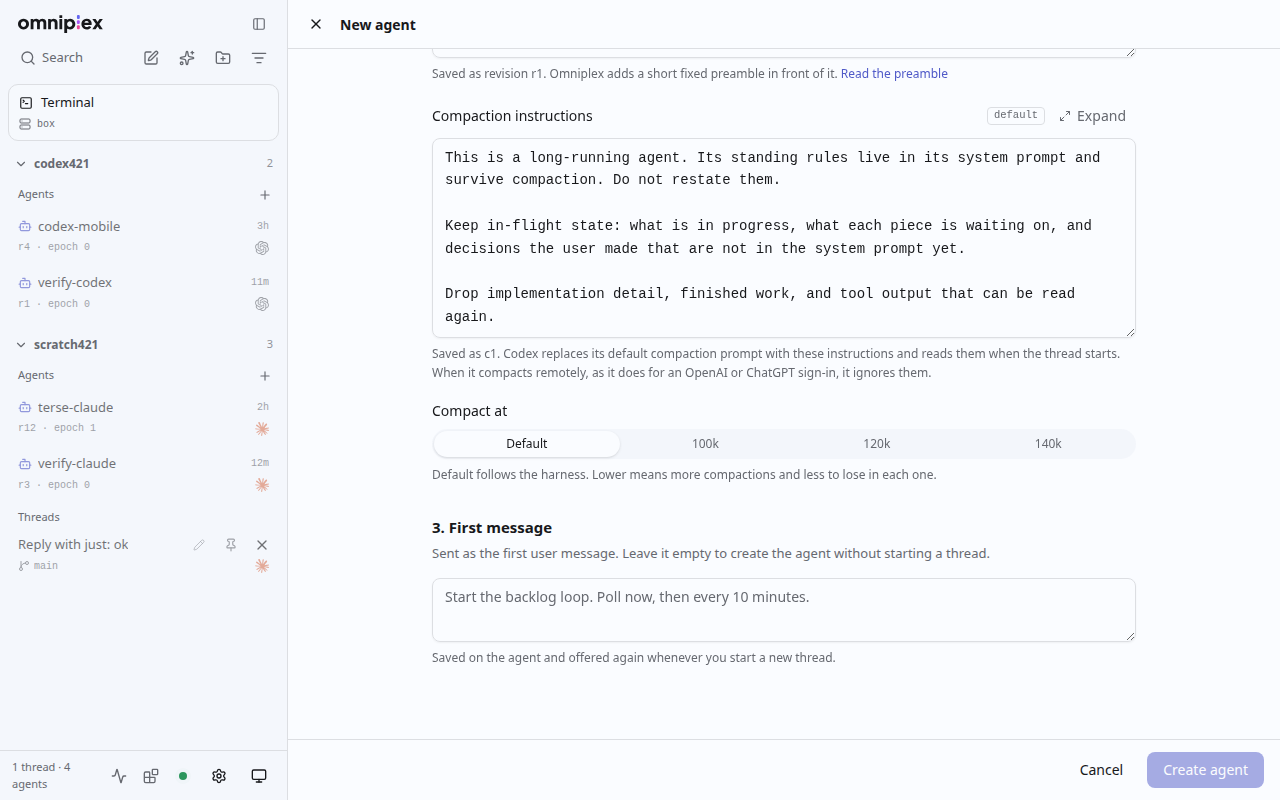 omniplex
New agent
Search
Terminal
box
codex421
2
Agents
codex-mobile
3h
r4 · epoch 0
verify-codex
11m
r1 · epoch 0
scratch421
3
Agents
terse-claude
2h
r12 · epoch 1
verify-claude
12m
r3 · epoch 0
Threads
Reply with just: ok
main
1 thread · 4
agents
Saved as revision r1. Omniplex adds a short fixed preamble in front of it. Read the preamble
Compaction instructions
default
Expand
This is a long-running agent. Its standing rules live in its system prompt and
survive compaction. Do not restate them.
Keep in-flight state: what is in progress, what each piece is waiting on, and
decisions the user made that are not in the system prompt yet.
Drop implementation detail, finished work, and tool output that can be read
again.
Saved as c1. Codex replaces its default compaction prompt with these instructions and reads them when the thread starts.
When it compacts remotely, as it does for an OpenAI or ChatGPT sign-in, it ignores them.
Compact at
Default
100k
120k
140k
Default follows the harness. Lower means more compactions and less to lose in each one.
3. First message
Sent as the first user message. Leave it empty to create the agent without starting a thread.
Start the backlog loop. Poll now, then every 10 minutes.
Saved on the agent and offered again whenever you start a new thread.
Cancel
Create agent